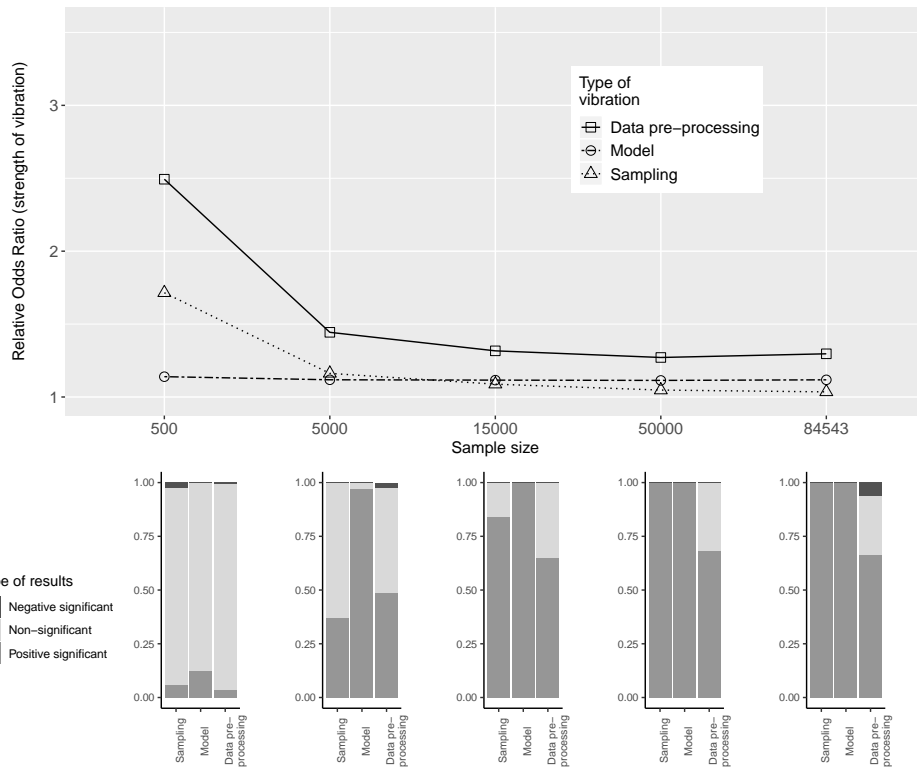 Relative Odds Ratio (strength of vibration)
3
2
1
Type of
vibration
Data pre−processing
Model
Sampling
500 5000 15000 50000 84543
Sample size
1.00 1.00 1.00 1.00 1.00
0.75 0.75 0.75 0.75 0.75
0.50 0.50 0.50 0.50 0.50
0.25 0.25 0.25 0.25 0.25
0.00 0.00 0.00 0.00 0.00
e of results
Negative significant
Non−significant
Positive significant
Sampling
Model
Data pre−
processing
Sampling
Model
Data pre−
processing
Sampling
Model
Data pre−
processing
Sampling
Model
Data pre−
processing
Sampling
Model
Data pre−
processing